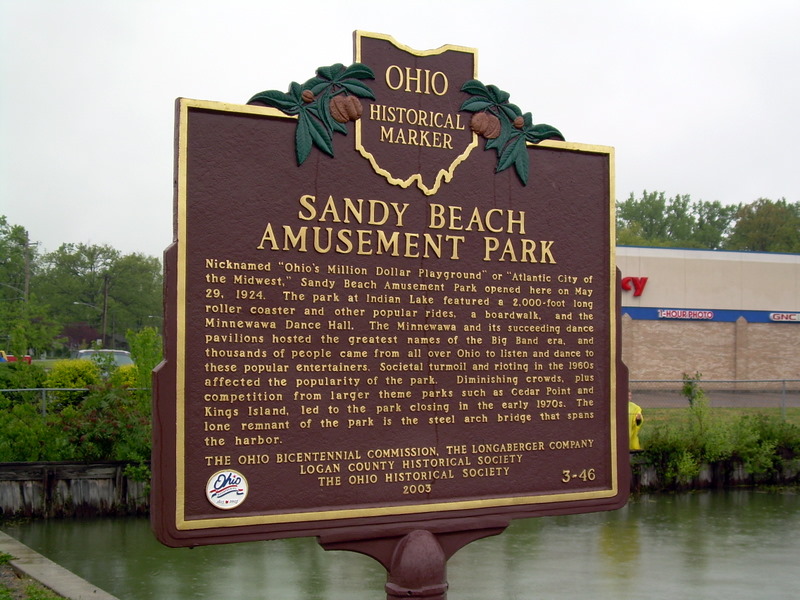 OHIO
HISTORICAL
MARKER
SANDY BEACH
AMUSEMENT PARK
Nicknamed "Ohio's Million Dollar Playground" or "Atlantic City of
the Midwest," Sandy Beach Amusement Park opened here on May
29, 1924. The park at Indian Lake featured a 2,000-foot long
roller coaster and other popular rides, a boardwalk, and the
Minnewawa Dance Hall. The Minnewawa and its succeeding dance
pavilions hosted the greatest names of the Big Band era, and
thousands of people came from all over Ohio to listen and dance to
these popular entertainers. Societal turmoil and rioting in the 1960s
affected the popularity of the park. Diminishing crowds, plus
competition from larger theme parks such as Cedar Point and
Kings Island, led to the park closing in the early 1970s. The
lone remnant of the park is the steel arch bridge that spans
the harbor.
THE OHIO BICENTENNIAL COMMISSION, THE LONGABERGER COMPANY
LOGAN COUNTY HISTORICAL SOCIETY
THE OHIO HISTORICAL SOCIETY
2003
3-46
Ohio
cy
1-HOUR PHOTO
GNC